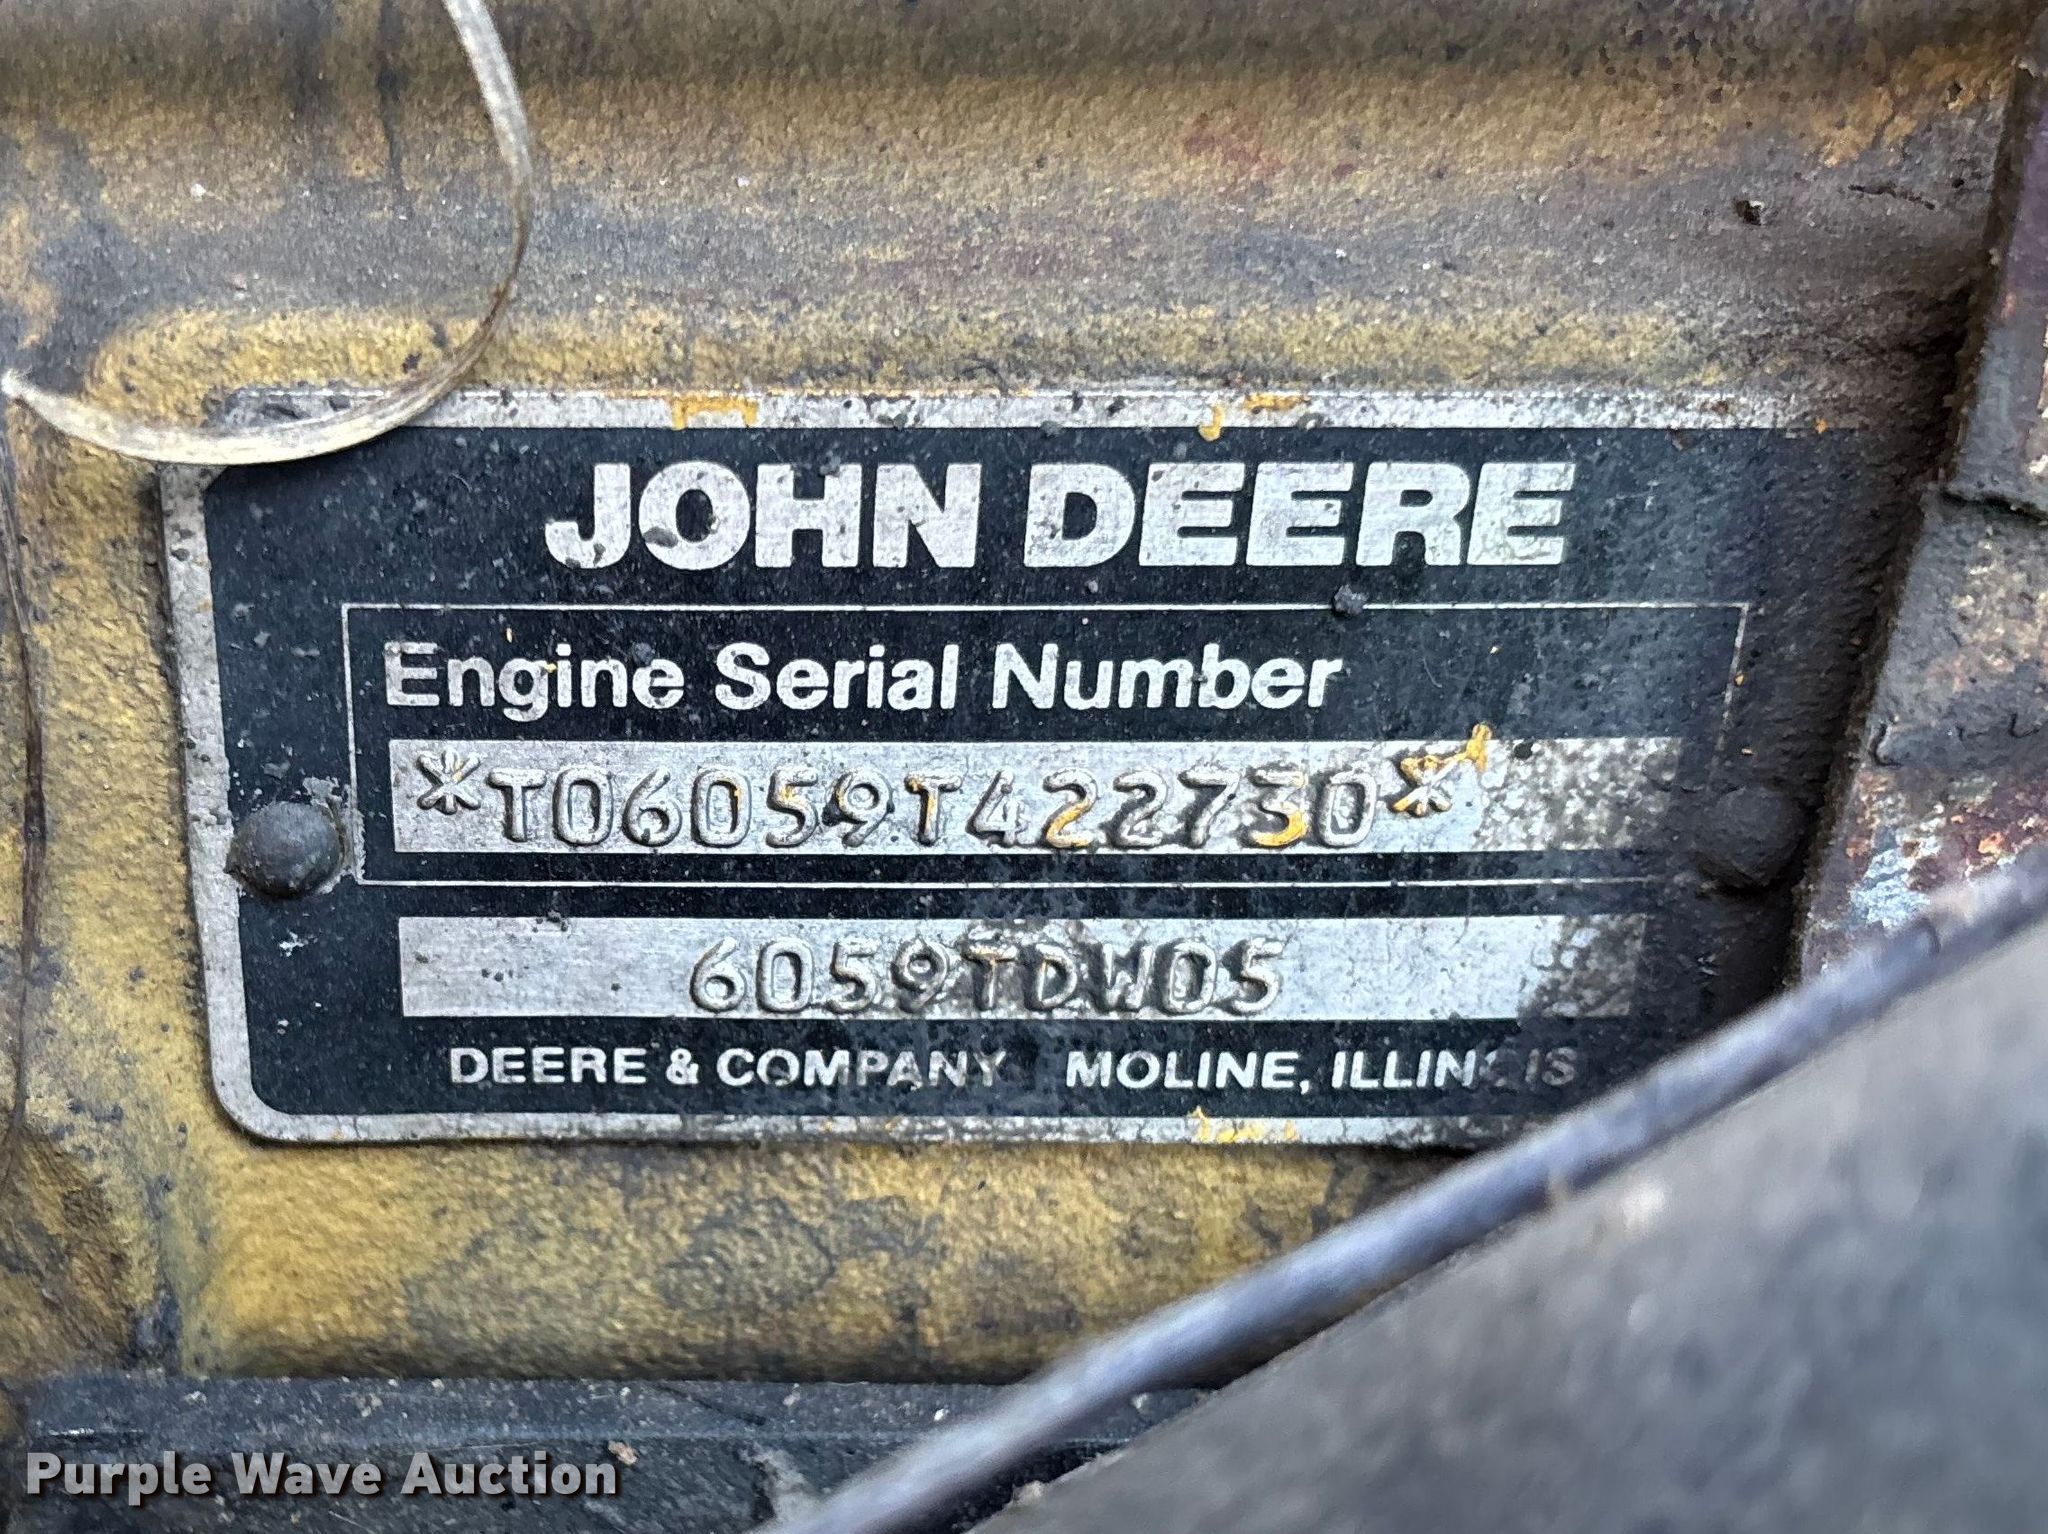 JOHN DEERE
Engine Serial Number
*T06059T422730*
6059TDW05
DEERE & COMPANY MOLINE, ILLINOIS
Purple Wave Auction